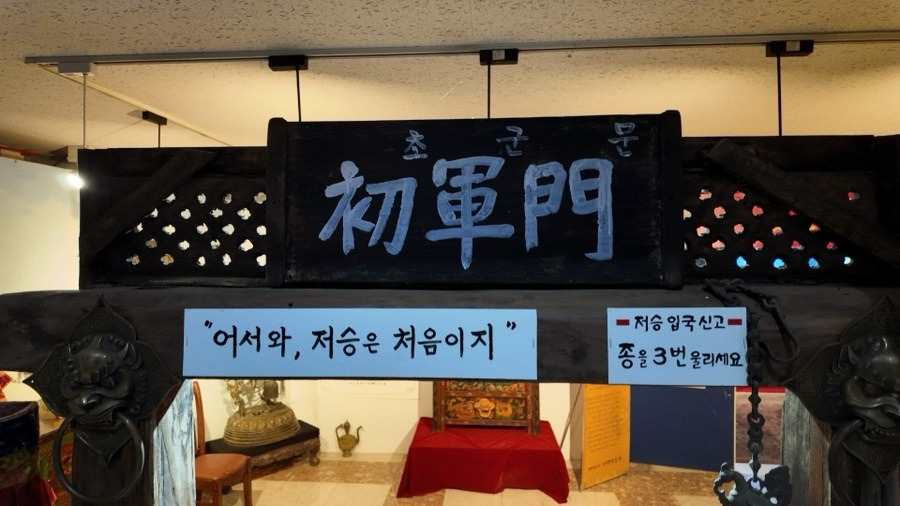 초 군 문
初軍門
"어서와, 저승은 처음이지"
저승 입국신고
종을 3번 울리세요